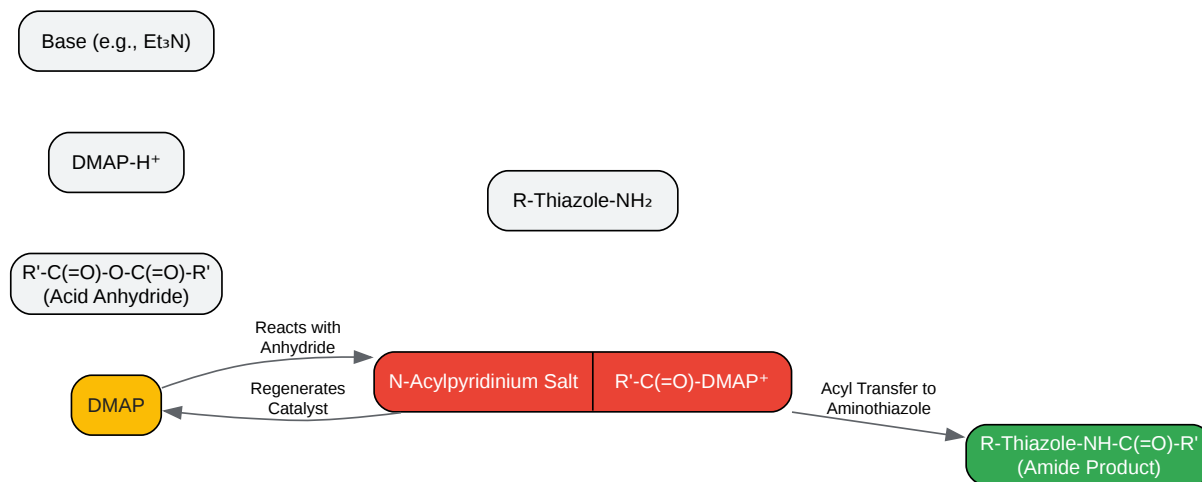 Base (e.g., Et₃N)
DMAP-H⁺
R-Thiazole-NH₂
R'-C(=O)-O-C(=O)-R'
(Acid Anhydride)
Reacts with
Anhydride
N-Acylpyridinium Salt
R'-C(=O)-DMAP⁺
DMAP
Regenerates
Catalyst
Acyl Transfer to
Aminothiazole
R-Thiazole-NH-C(=O)-R'
(Amide Product)